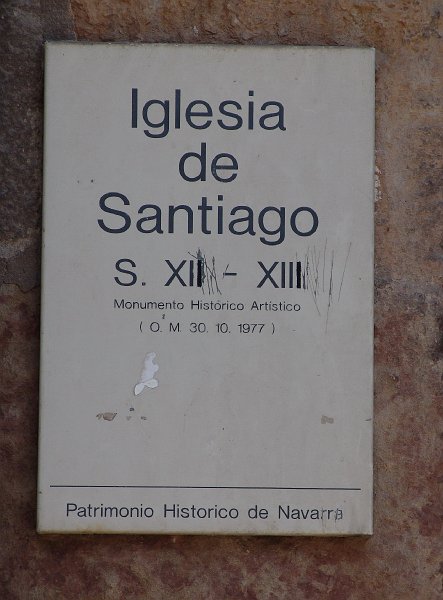 Iglesia
de
Santiago
S. XII - XIII
Monumento Histórico Artístico
( O. M. 30. 10. 1977 )
Patrimonio Historico de Navarra